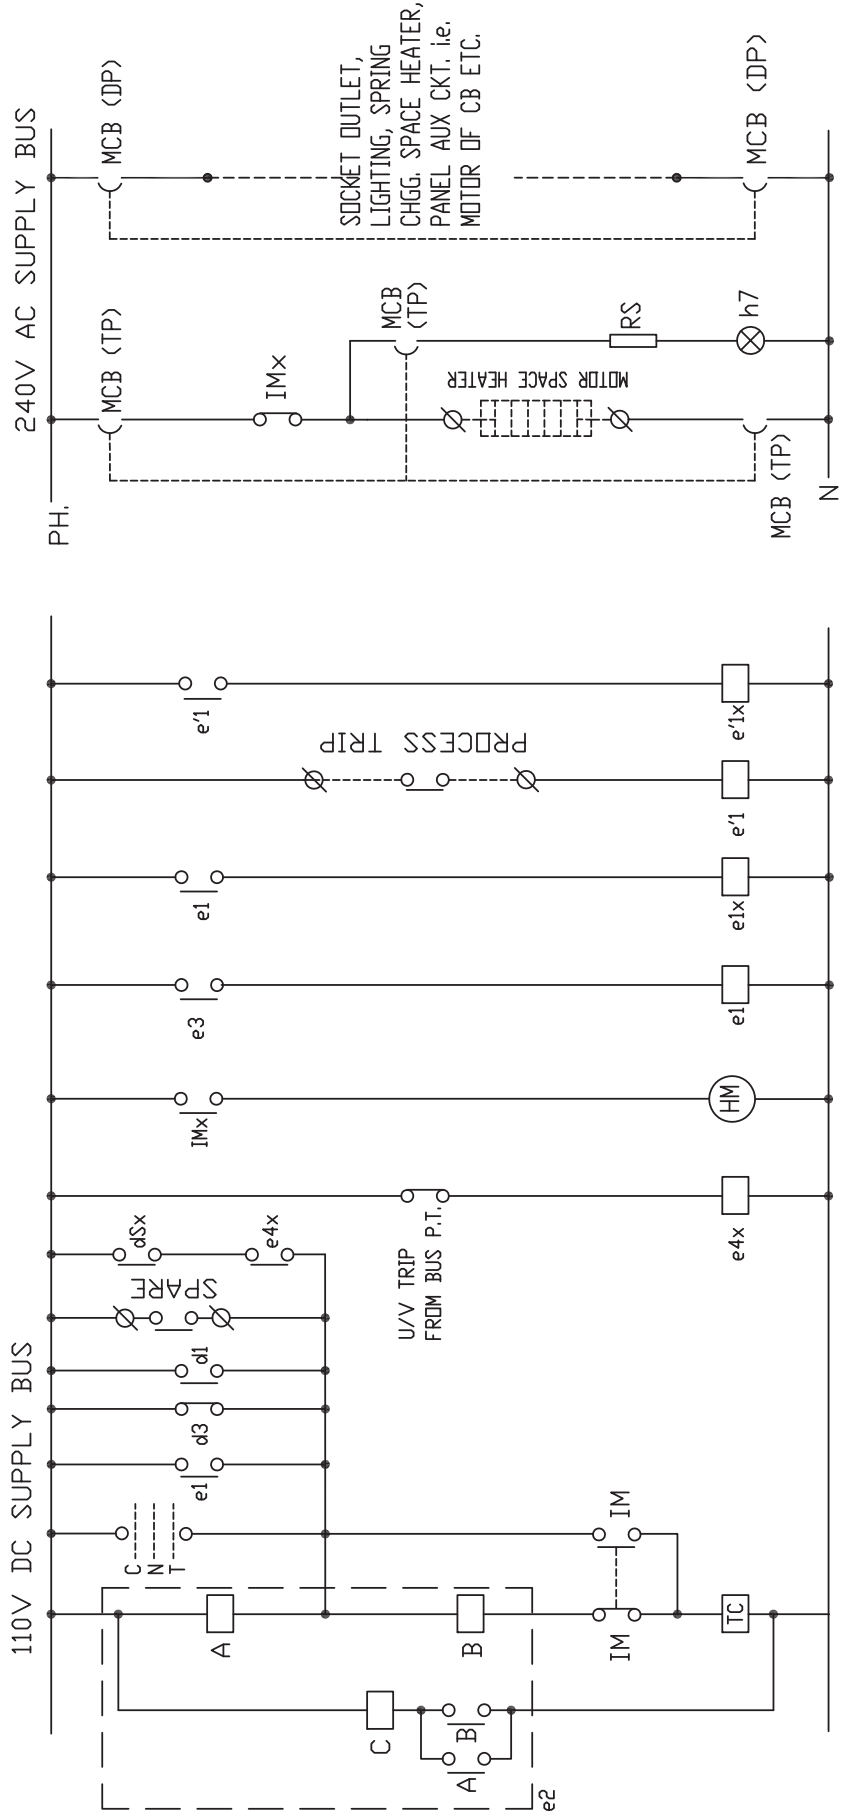 110V DC SUPPLY BUS
240V AC SUPPLY BUS
C
N
T
e1
d3
d1
SPARE
dSx
e4x
IMx
e3
e1
PROCESS TRIP
e'1
A
B
C
A
B
e2
IM
IM
TC
U/V TRIP
FROM BUS P.T.
e4x
HM
e1
e1x
e'1
e'1x
PH.
MCB (TP)
IMx
MCB
(TP)
MOTOR SPACE HEATER
RS
h7
MCB (TP)
N
MCB (DP)
SOCKET OUTLET,
LIGHTING, SPRING
CHGG. SPACE HEATER,
PANEL AUX CKT. i.e.
MOTOR OF CB ETC.
MCB (DP)